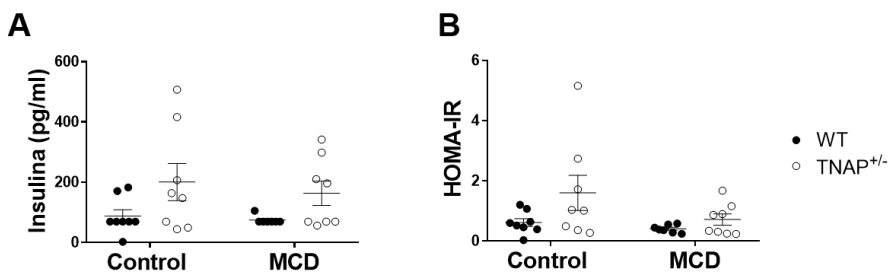 A
Insulina (pg/ml)
600
400
200
0
Control
MCD
B
HOMA-IR
6
4
2
0
Control
MCD
WT
TNAP+/-